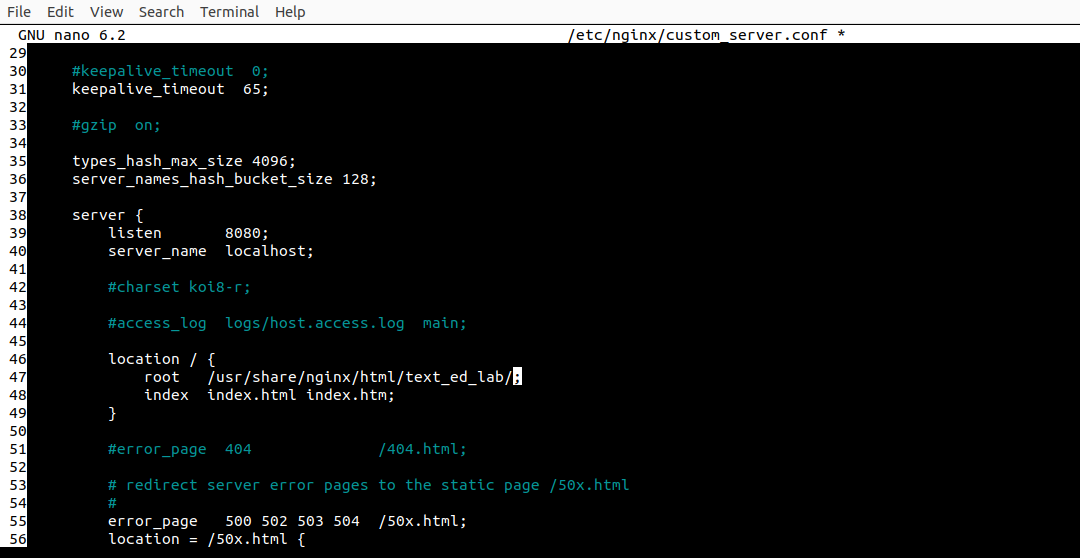 File Edit View Search Terminal Help
GNU nano 6.2 /etc/nginx/custom_server.conf *
29
30 #keepalive_timeout 0;
31 keepalive_timeout 65;
32
33 #gzip on;
34
35 types_hash_max_size 4096;
36 server_names_hash_bucket_size 128;
37
38 server {
39 listen 8080;
40 server_name localhost;
41
42 #charset koi8-r;
43
44 #access_log logs/host.access.log main;
45
46 location / {
47 root /usr/share/nginx/html/text_ed_lab/;
48 index index.html index.htm;
49 }
50
51 #error_page 404 /404.html;
52
53 # redirect server error pages to the static page /50x.html
54 #
55 error_page 500 502 503 504 /50x.html;
56 location = /50x.html {